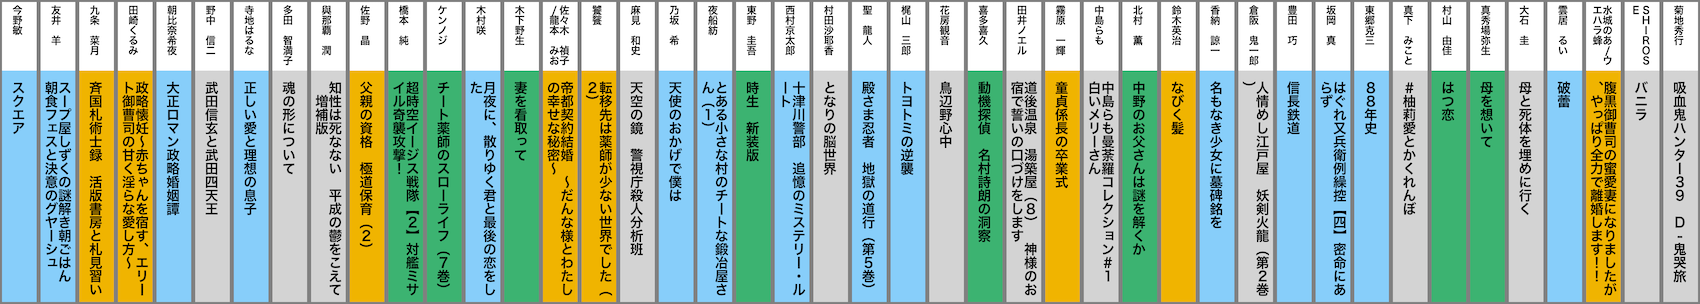 菊地秀行
吸血鬼ハンター39　D-鬼哭旅
SHIROSE
バニラ
水城のあ/ウエハラ蜂
腹黒御曹司の蜜愛妻になりましたが、やっぱり全力で離婚します！！
雲居　るい
破蕾
大石　圭
母と死体を埋めに行く
真秀場弥生
母を想いて
村山　由佳
はつ恋
真下　みこと
#柚莉愛とかくれんぼ
東郷克三
88年史
坂岡　真
はぐれ又兵衛例繰控【四】密命にあらず
豊田　巧
信長鉄道
倉阪　鬼一郎
人情めし江戸屋　妖剣火龍（第2巻）
香納　諒一
名もなき少女に墓碑銘を
鈴木英治
なびく髪
北村　薫
中野のお父さんは謎を解くか
中島らも
中島らも曼荼羅コレクション#1　白いメリーさん
霧原　一輝
童貞係長の卒業式
田井ノエル
道後温泉　湯築屋（8）　神様のお宿で誓いの口づけをします
喜多喜久
動機探偵　名村詩朗の洞察
花房観音
鳥辺野心中
梶山　三郎
トヨトミの逆襲
聖　龍人
殿さま忍者　地獄の道行（第5巻）
村田沙耶香
となりの脳世界
西村京太郎
十津川警部　追憶のミステリー・ルート
東野　圭吾
時生　新装版
夜船紡
とある小さな村のチートな鍛冶屋さん（1）
乃坂　希
天使のおかげで僕は
麻見　和史
天空の鏡　警視庁殺人分析班
饕餮
転移先は薬師が少ない世界でした（2）
佐々木　禎子/龍本　みお
帝都契約結婚　～だんな様とわたしの幸せな秘密～
木下野生
妻を看取って
木村咲
月夜に、散りゆく君と最後の恋をした
ケンノジ
チート薬師のスローライフ（7巻）
橋本　純
超時空イージス戦隊【2】対艦ミサイル奇襲攻撃！
佐野　晶
父親の資格　極道保育（2）
與那覇　潤
知性は死なない　平成の鬱をこえて　増補版
多田　智満子
魂の形について
寺地はるな
正しい愛と理想の息子
野中　信二
武田信玄と武田四天王
朝比奈希夜
大正ロマン政略婚姻譚
田崎くるみ
政略懐妊～赤ちゃんを宿す、エリート御曹司の甘く淫らな愛し方～
九条　菜月
斉国札術士録　活版書房と札見習い
友井　羊
スープ屋しずくの謎解き朝ごはん　朝食フェスと決意のグヤーシュ
今野敏
スクエア